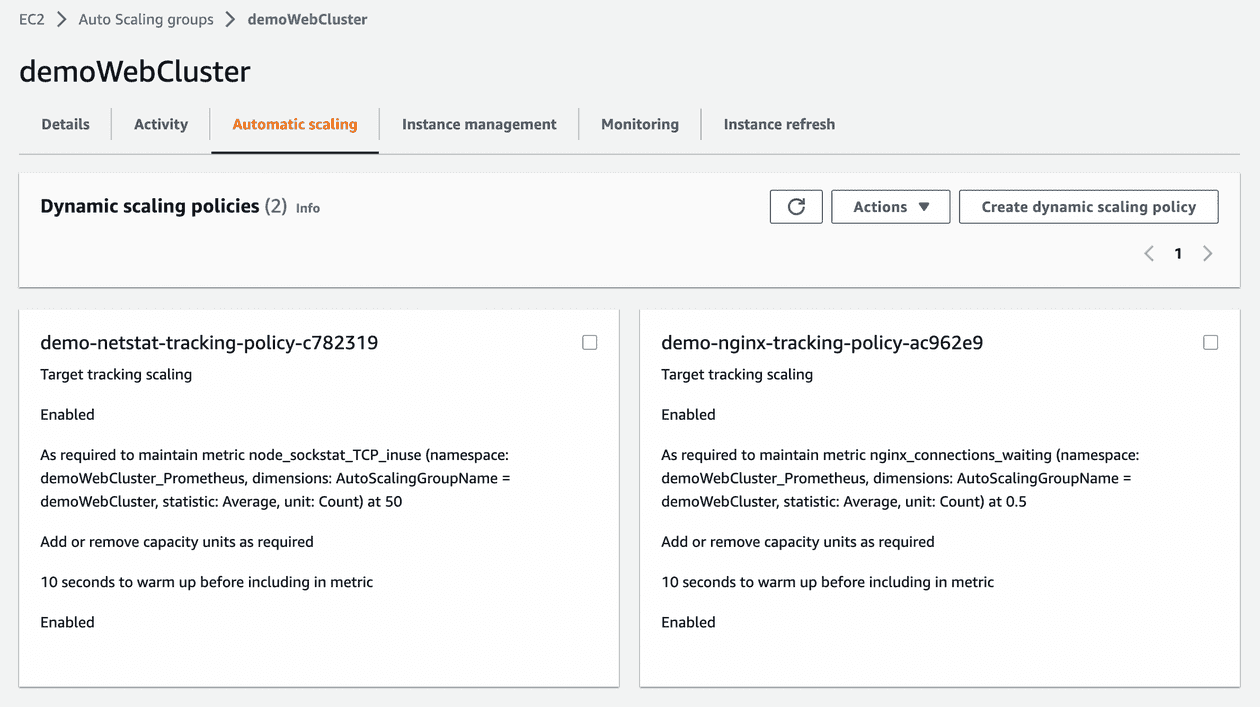 EC2 > Auto Scaling groups > demoWebCluster
demoWebCluster
Details
Activity
Automatic scaling
Instance management
Monitoring
Instance refresh
Dynamic scaling policies (2) Info
Actions
Create dynamic scaling policy
1
demo-netstat-tracking-policy-c782319
Target tracking scaling
Enabled
As required to maintain metric node_sockstat_TCP_inuse (namespace:
demoWebCluster_Prometheus, dimensions: AutoScalingGroupName =
demoWebCluster, statistic: Average, unit: Count) at 50
Add or remove capacity units as required
10 seconds to warm up before including in metric
Enabled
demo-nginx-tracking-policy-ac962e9
Target tracking scaling
Enabled
As required to maintain metric nginx_connections_waiting (namespace:
demoWebCluster_Prometheus, dimensions: AutoScalingGroupName =
demoWebCluster, statistic: Average, unit: Count) at 0.5
Add or remove capacity units as required
10 seconds to warm up before including in metric
Enabled